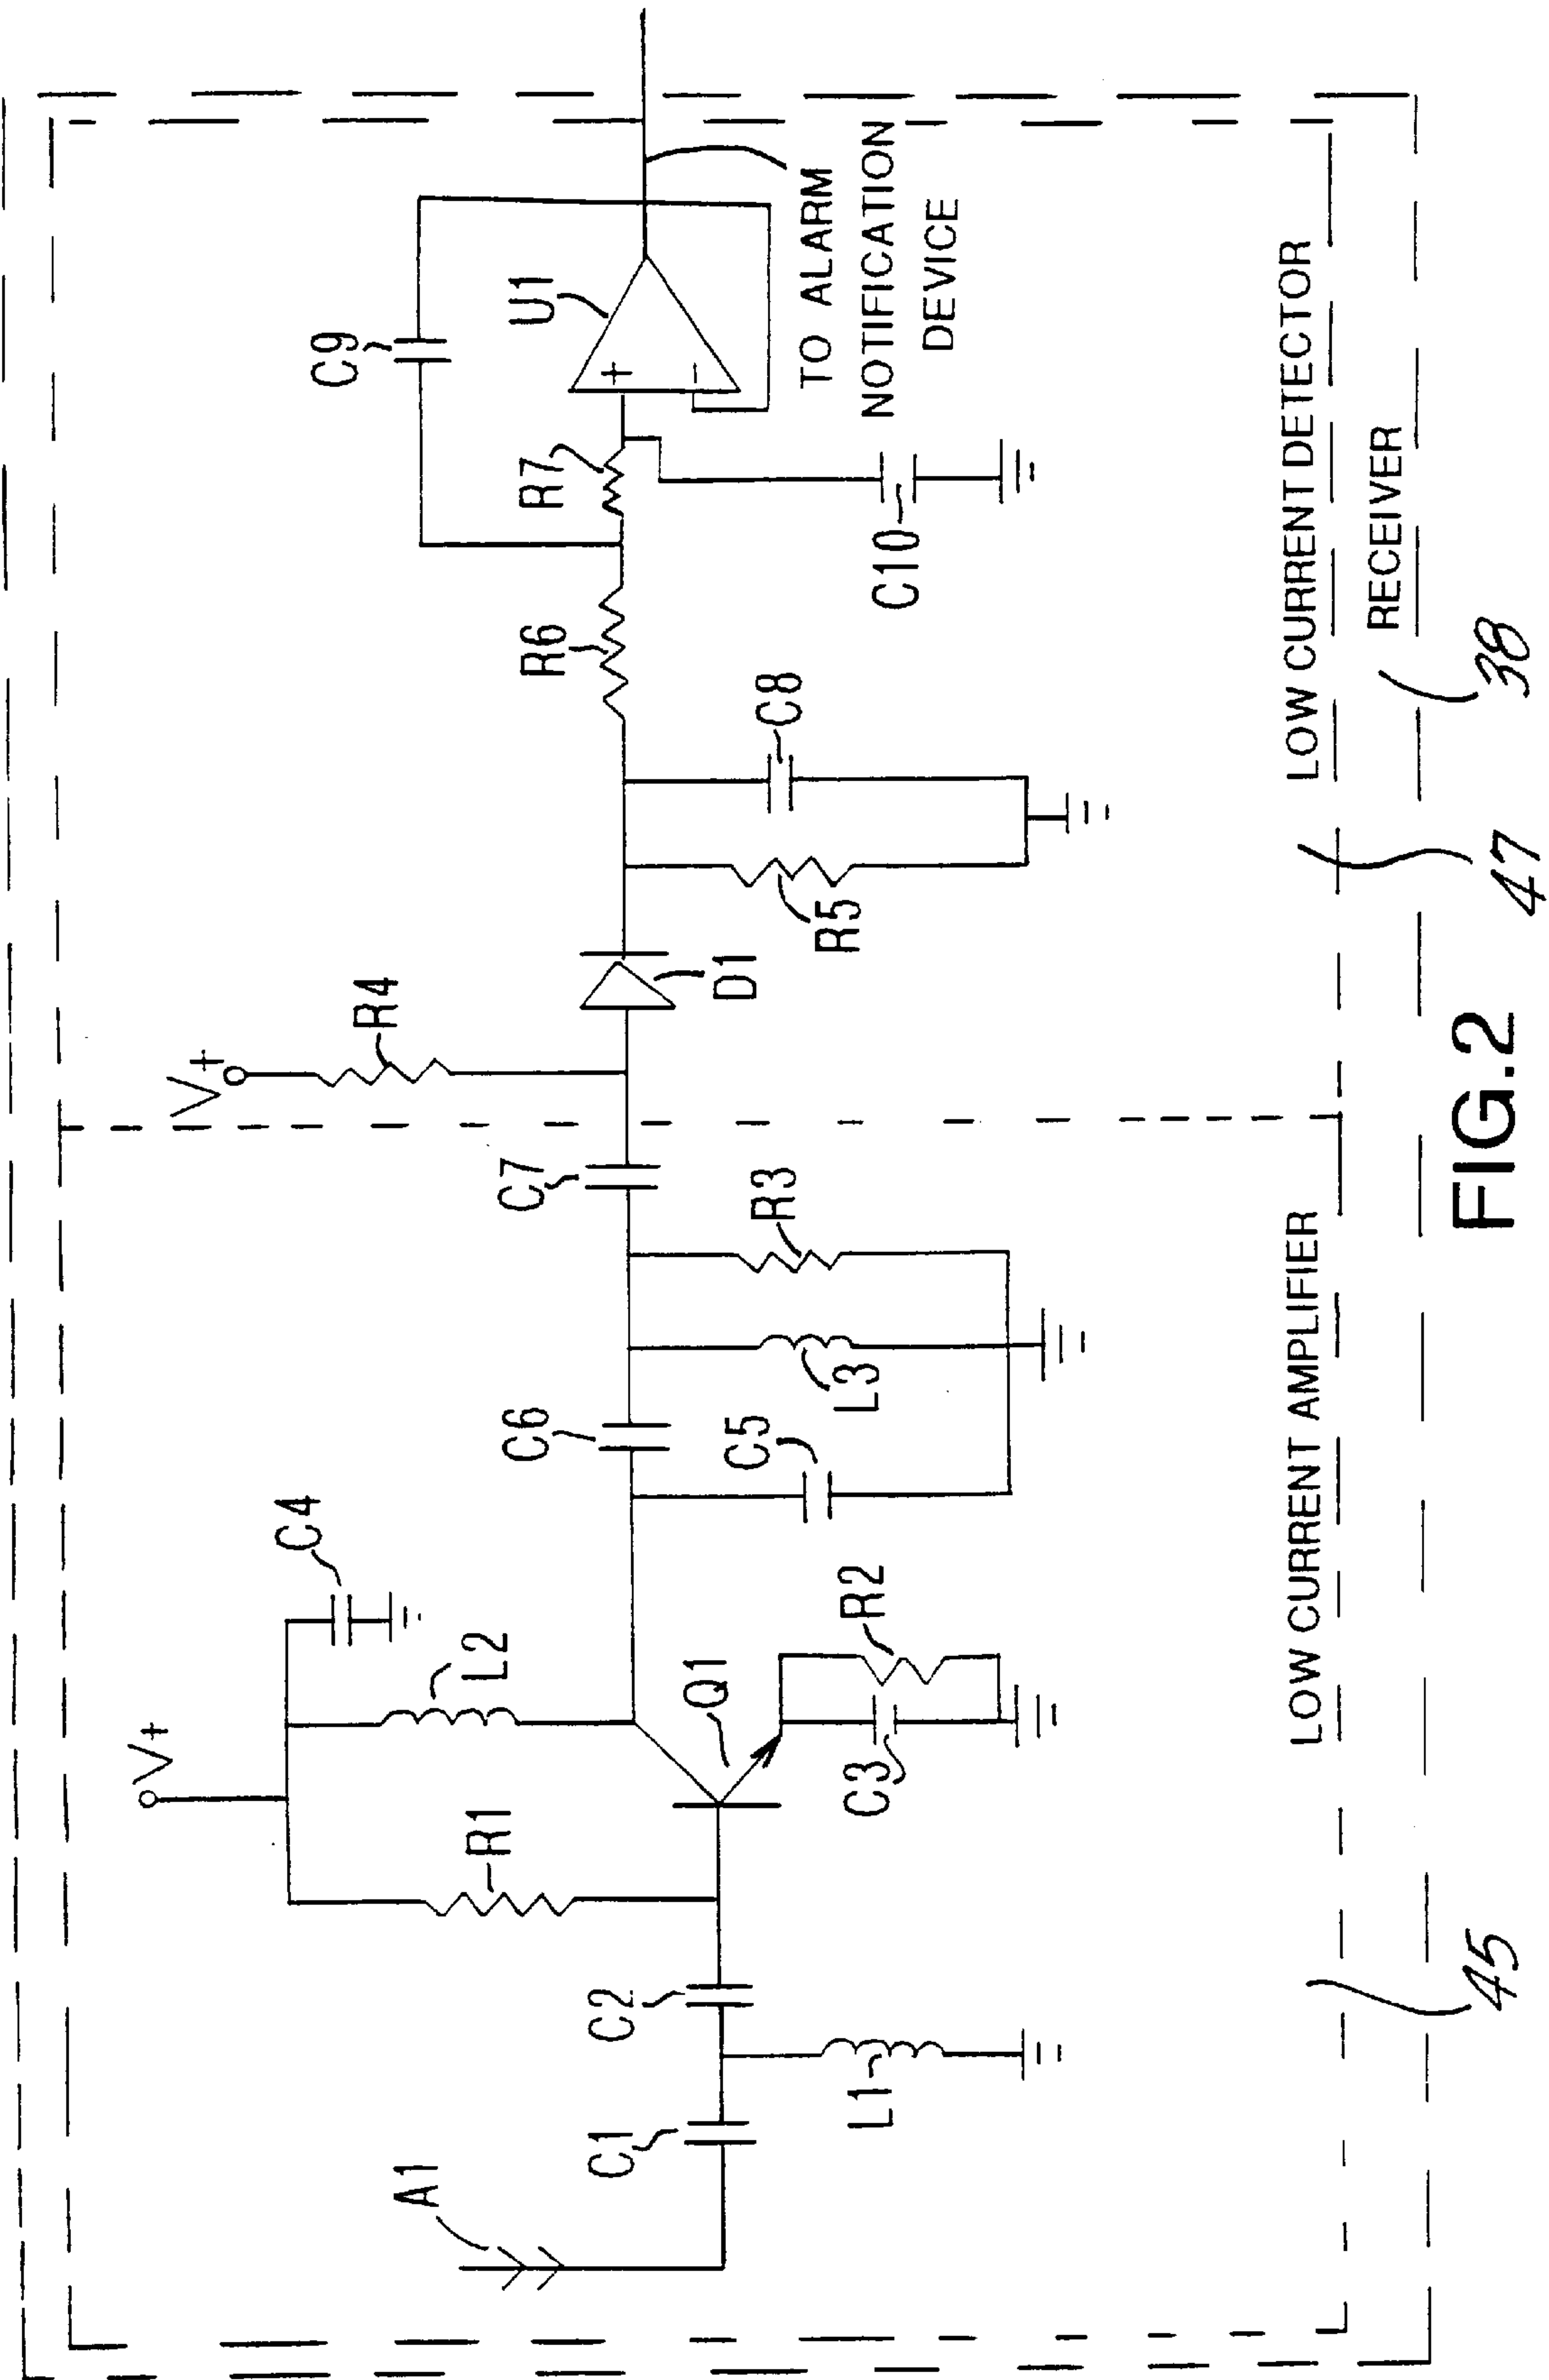 A1
C1
L1
C2
R1
V+
L2
C4
Q1
C3
R2
C5
C6
L3
R3
C7
V+
R4
D1
R5
C8
R6
R7
C9
C10
U1
+
−
TO ALARM
NOTIFICATION
DEVICE
LOW CURRENT AMPLIFIER
LOW CURRENT DETECTOR
RECEIVER
45
47
38
FIG.2